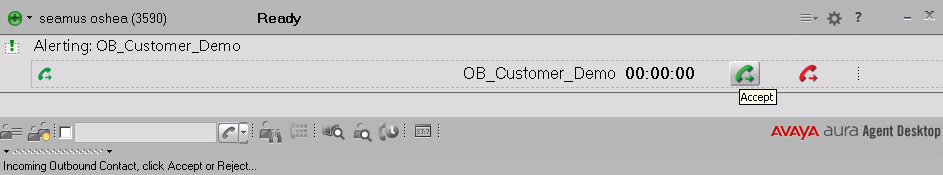 seamus oshea (3590) Ready ?
Alerting: OB_Customer_Demo
OB_Customer_Demo 00:00:00
Accept
AVAYA aura Agent Desktop
Incoming Outbound Contact, click Accept or Reject...